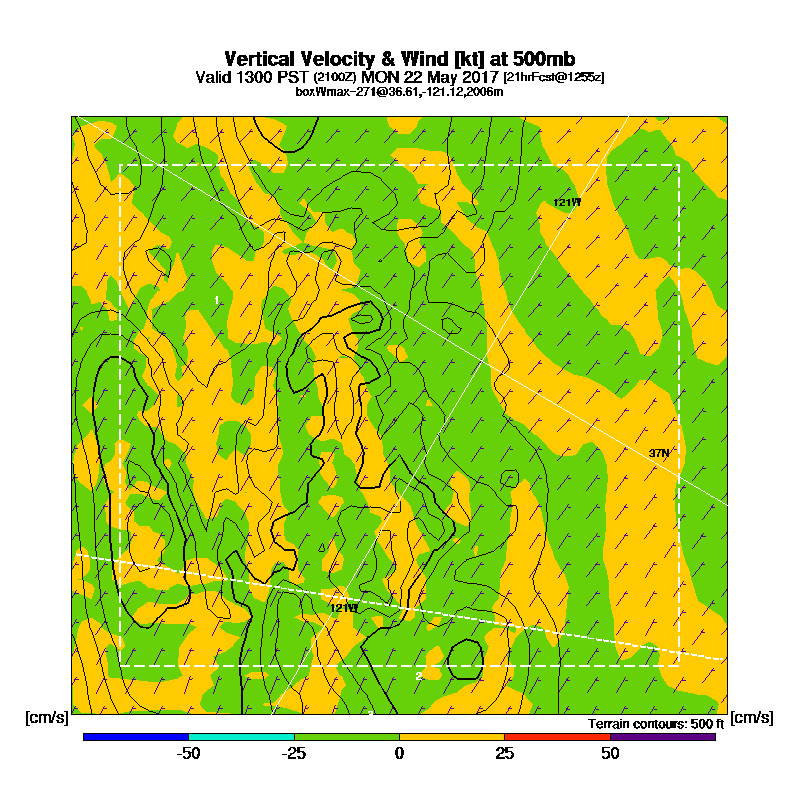 Vertical Velocity & Wind [kt] at 500mb
Valid 1300 PST (2100Z) MON 22 May 2017 [21hrFcst@1255z]
boxWmax-271@36.61,-121.12,2006m
121W
1
37N
121W
2
[cm/s]
Terrain contours: 500 ft
[cm/s]
-50
-25
0
25
50